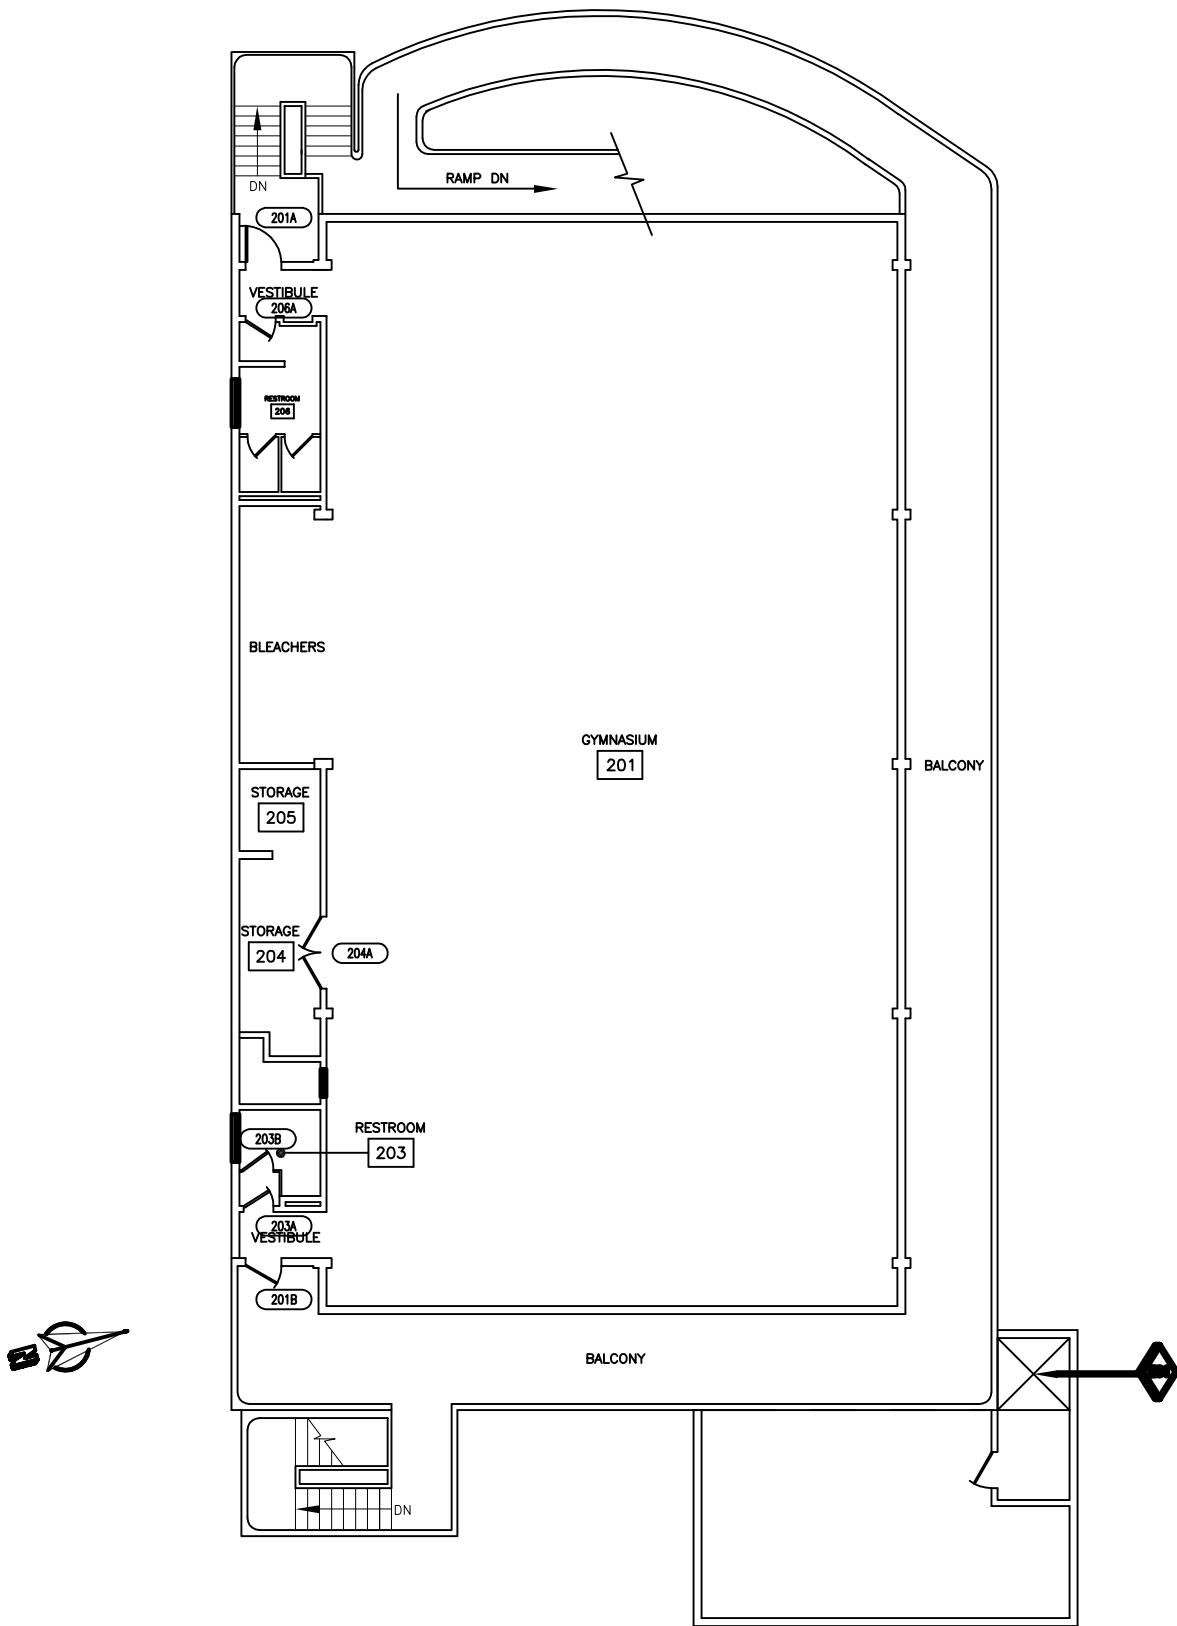 RAMP DN
DN
201A
VESTIBULE
206A
RESTROOM
206
BLEACHERS
GYMNASIUM
201
BALCONY
STORAGE
205
STORAGE
204
204A
RESTROOM
203
203B
203A
VESTIBULE
201B
BALCONY
DN